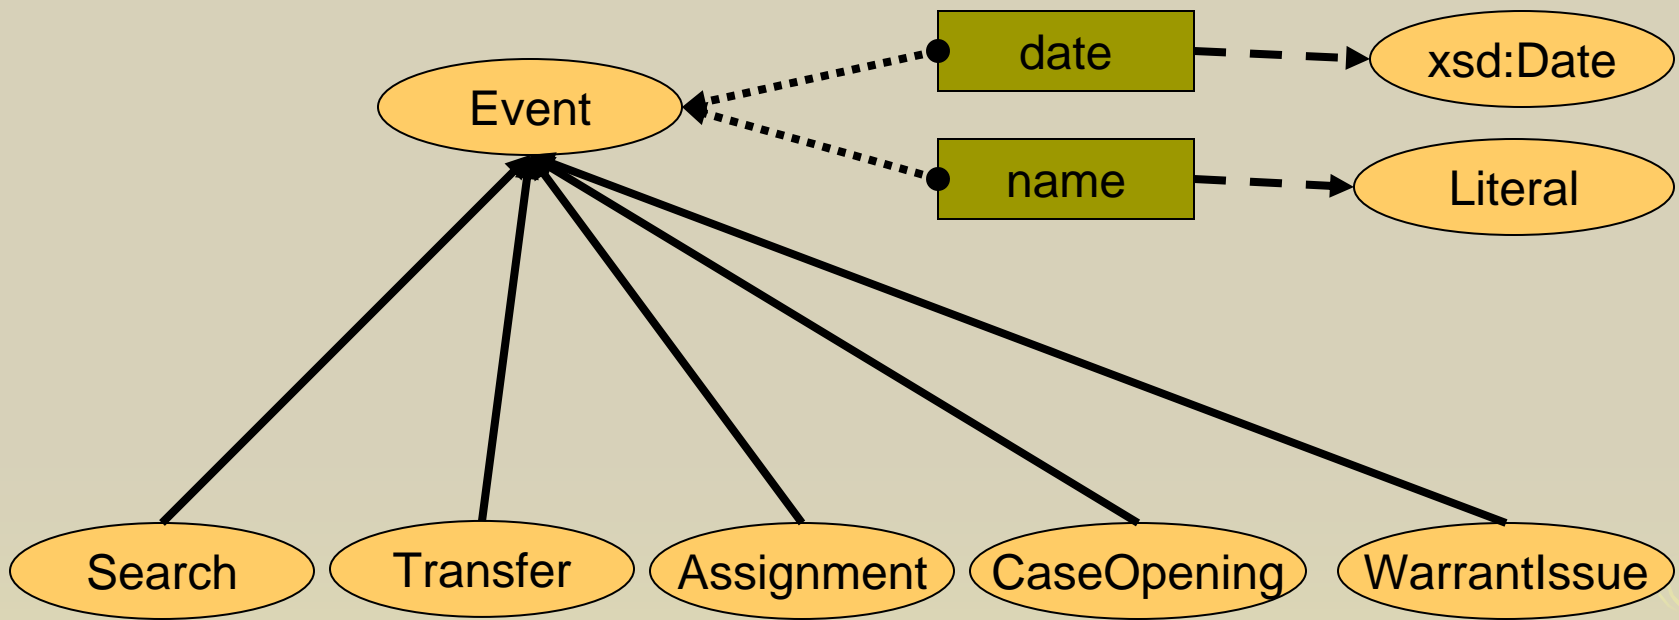 date
xsd:Date
Event
name
Literal
Search
Transfer
Assignment
CaseOpening
WarrantIssue